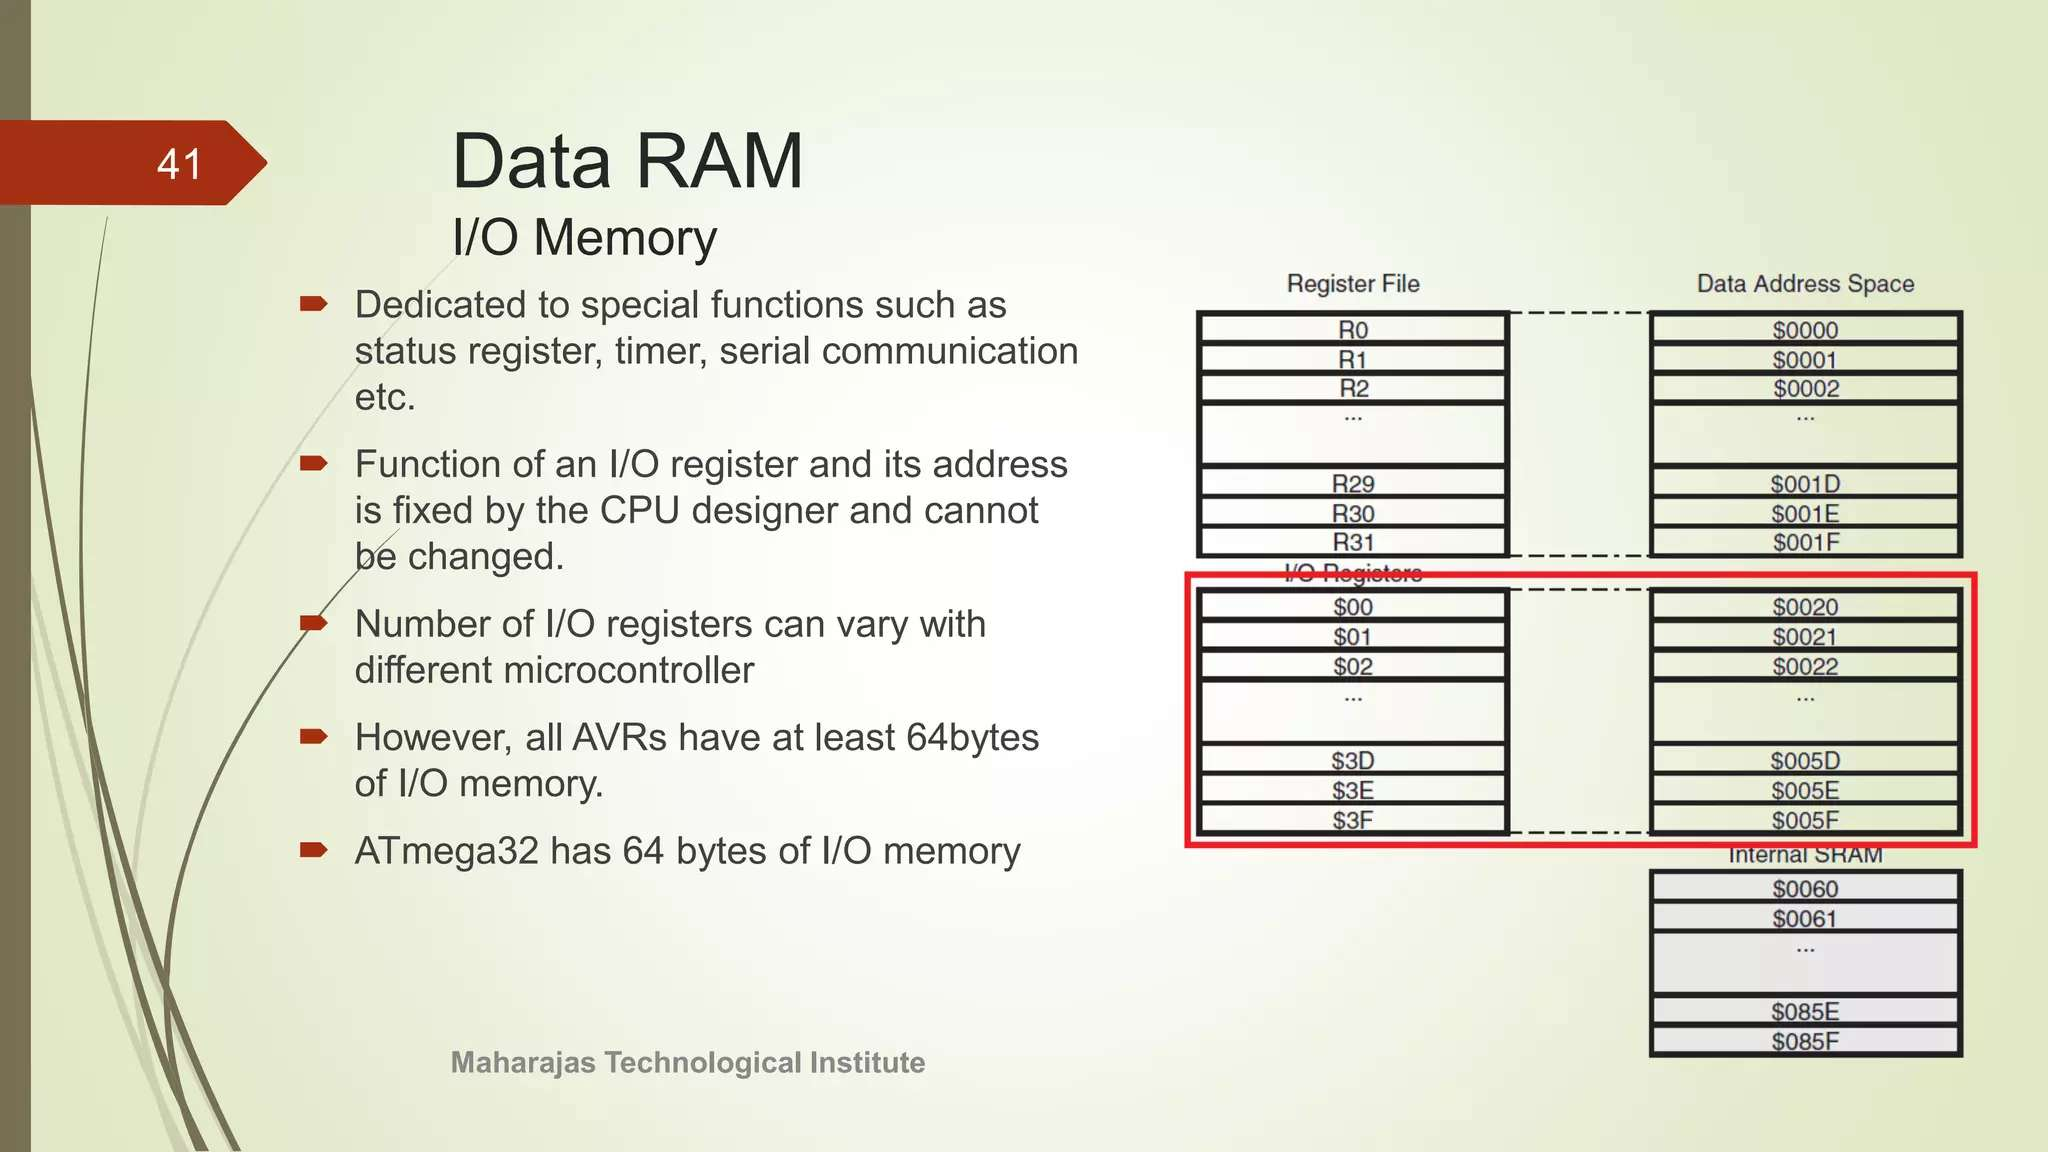 41
Data RAM
I/O Memory
Dedicated to special functions such as
status register, timer, serial communication
etc.
Function of an I/O register and its address
is fixed by the CPU designer and cannot
be changed.
Number of I/O registers can vary with
different microcontroller
However, all AVRs have at least 64bytes
of I/O memory.
ATmega32 has 64 bytes of I/O memory
Register File
R0
R1
R2
...
R29
R30
R31
I/O Registers
$00
$01
$02
...
$3D
$3E
$3F
Data Address Space
$0000
$0001
$0002
...
$001D
$001E
$001F
$0020
$0021
$0022
...
$005D
$005E
$005F
Internal SRAM
$0060
$0061
...
$085E
$085F
Maharajas Technological Institute